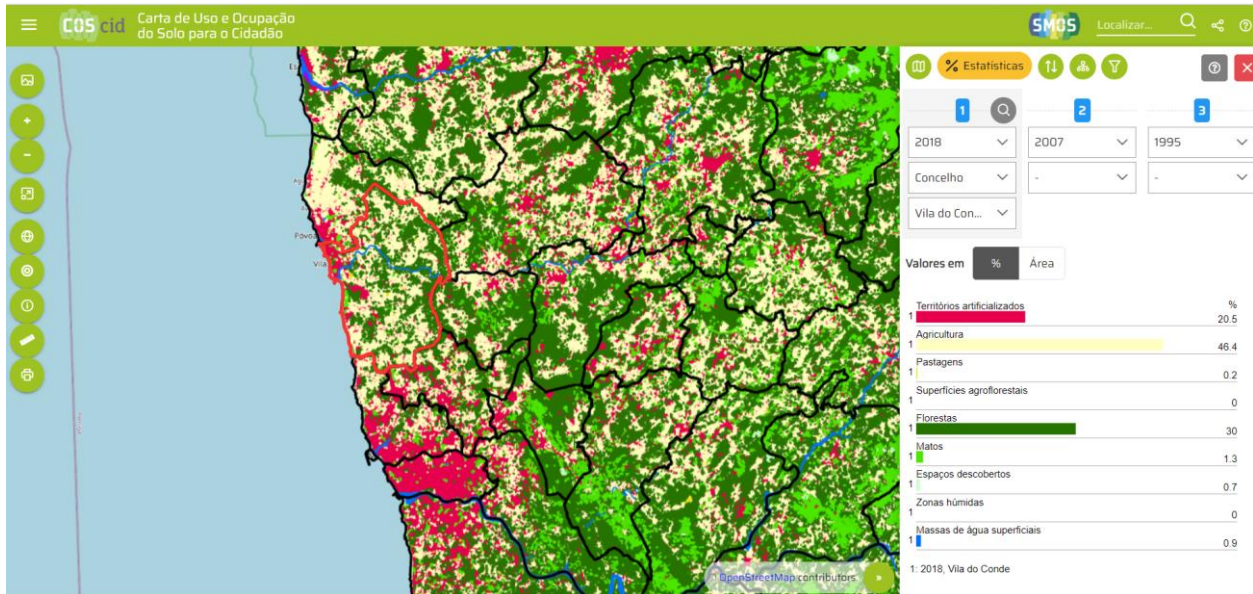 COS cid
Carta de Uso e Ocupação
do Solo para o Cidadão
SMOS
Localizar...
Póvoa
Vila
OpenStreetMap contributors
»
% Estatísticas
1
2
3
2018
2007
1995
Concelho
-
-
Vila do Con...
Valores em
%
Área
Territórios artificializados
%
1
20.5
Agricultura
1
46.4
Pastagens
1
0.2
Superfícies agroflorestais
1
0
Florestas
1
30
Matos
1
1.3
Espaços descobertos
1
0.7
Zonas húmidas
1
0
Massas de água superficiais
1
0.9
1: 2018, Vila do Conde